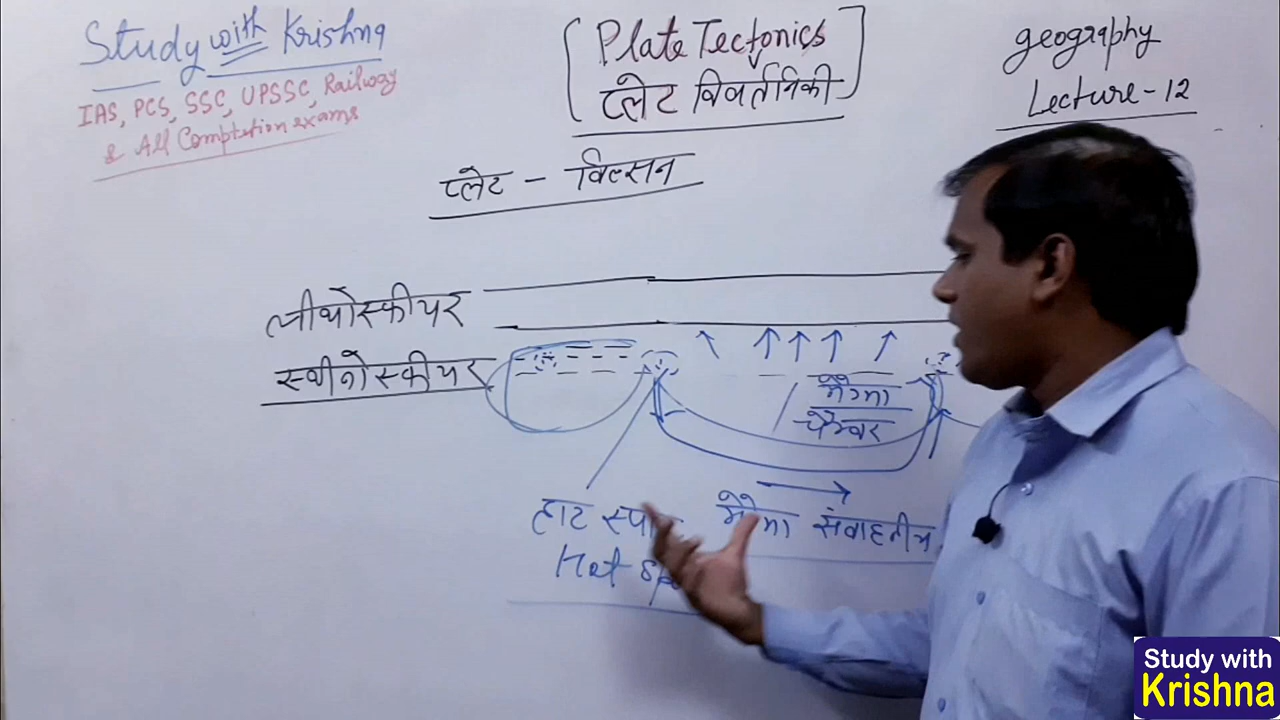 Study with Krishna
IAS, PCS, SSC, UPSSC, Railway
& All Comptetion exams
Plate Tectonics
प्लेट विवर्तनिकी
geography
Lecture-12
प्लेट - विल्सन
लीथोस्फीयर
स्थीनोस्फीयर
मैग्मा
चैम्बर
हाट
मैग्मा संवाहनीय
Hot
Study with
Krishna